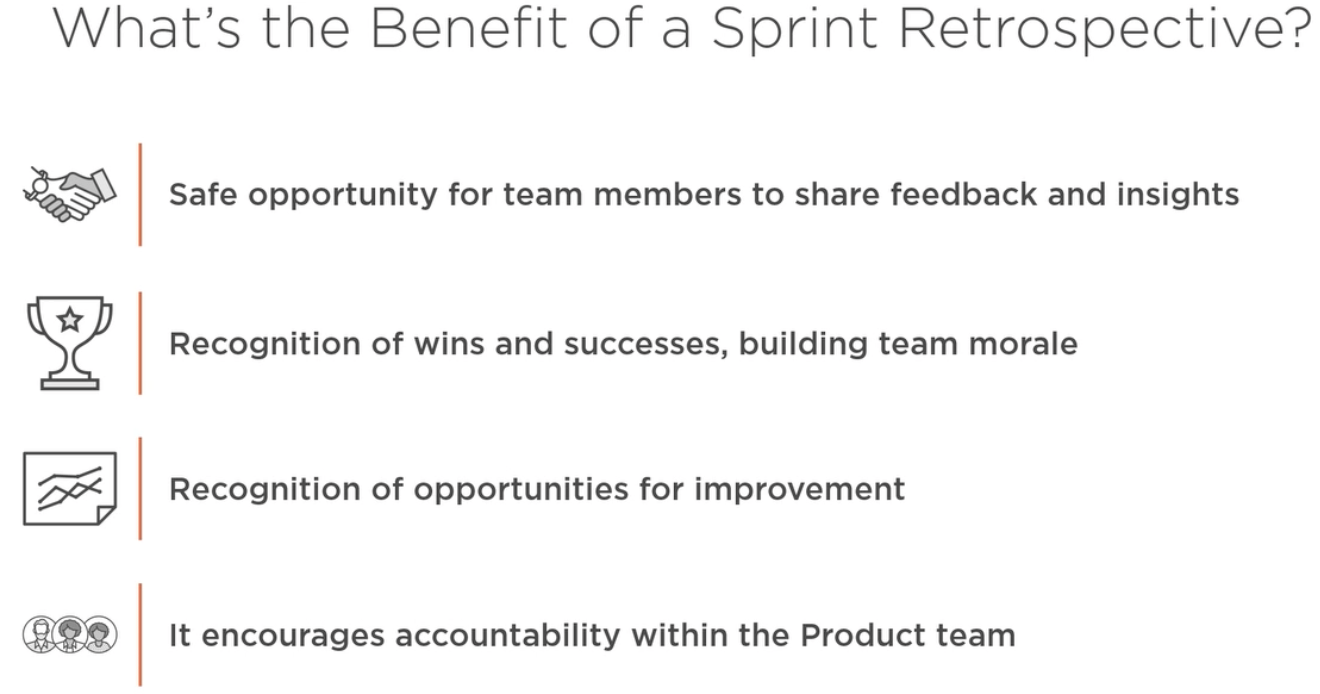 What’s the Benefit of a Sprint Retrospective?
Safe opportunity for team members to share feedback and insights
Recognition of wins and successes, building team morale
Recognition of opportunities for improvement
It encourages accountability within the Product team